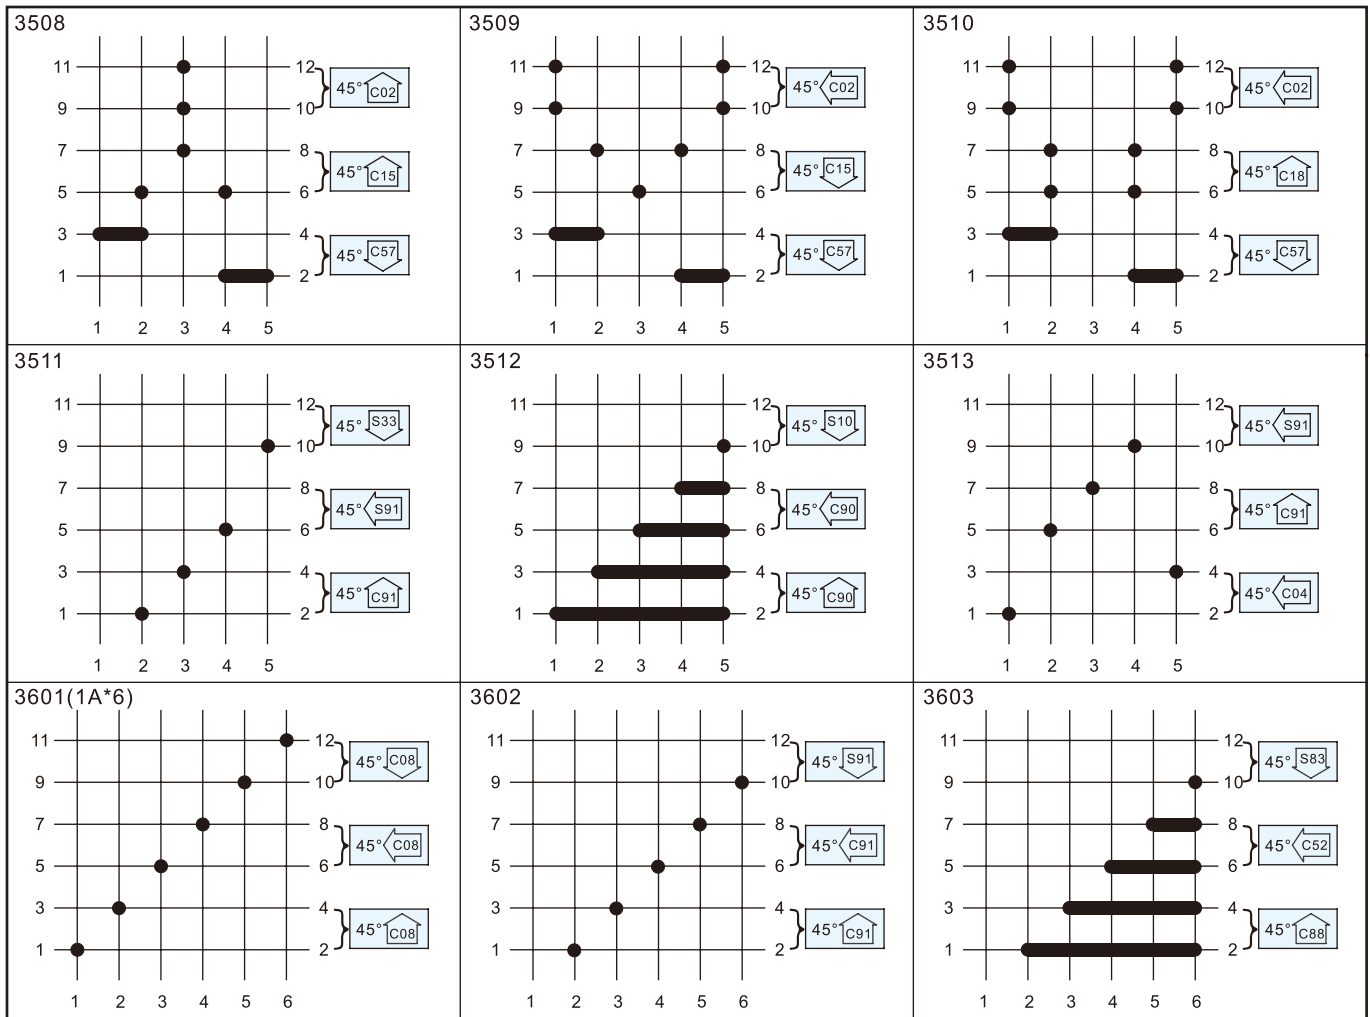 3508 3509 3510
11 12 45° C02 11 12 45° C02 11 12 45° C02
9 10 9 10 9 10
7 8 45° C15 7 8 45° C15 7 8 45° C18
5 6 5 6 5 6
3 4 45° C57 3 4 45° C57 3 4 45° C57
1 2 1 2 1 2
1 2 3 4 5 1 2 3 4 5 1 2 3 4 5
3511 3512 3513
11 12 45° S33 11 12 45° S10 11 12 45° S91
9 10 9 10 9 10
7 8 45° S91 7 8 45° C90 7 8 45° C91
5 6 5 6 5 6
3 4 45° C91 3 4 45° C90 3 4 45° C04
1 2 1 2 1 2
1 2 3 4 5 1 2 3 4 5 1 2 3 4 5
3601(1A*6) 3602 3603
11 12 45° C08 11 12 45° S91 11 12 45° S83
9 10 9 10 9 10
7 8 45° C08 7 8 45° C91 7 8 45° C52
5 6 5 6 5 6
3 4 45° C08 3 4 45° C91 3 4 45° C88
1 2 1 2 1 2
1 2 3 4 5 6 1 2 3 4 5 6 1 2 3 4 5 6